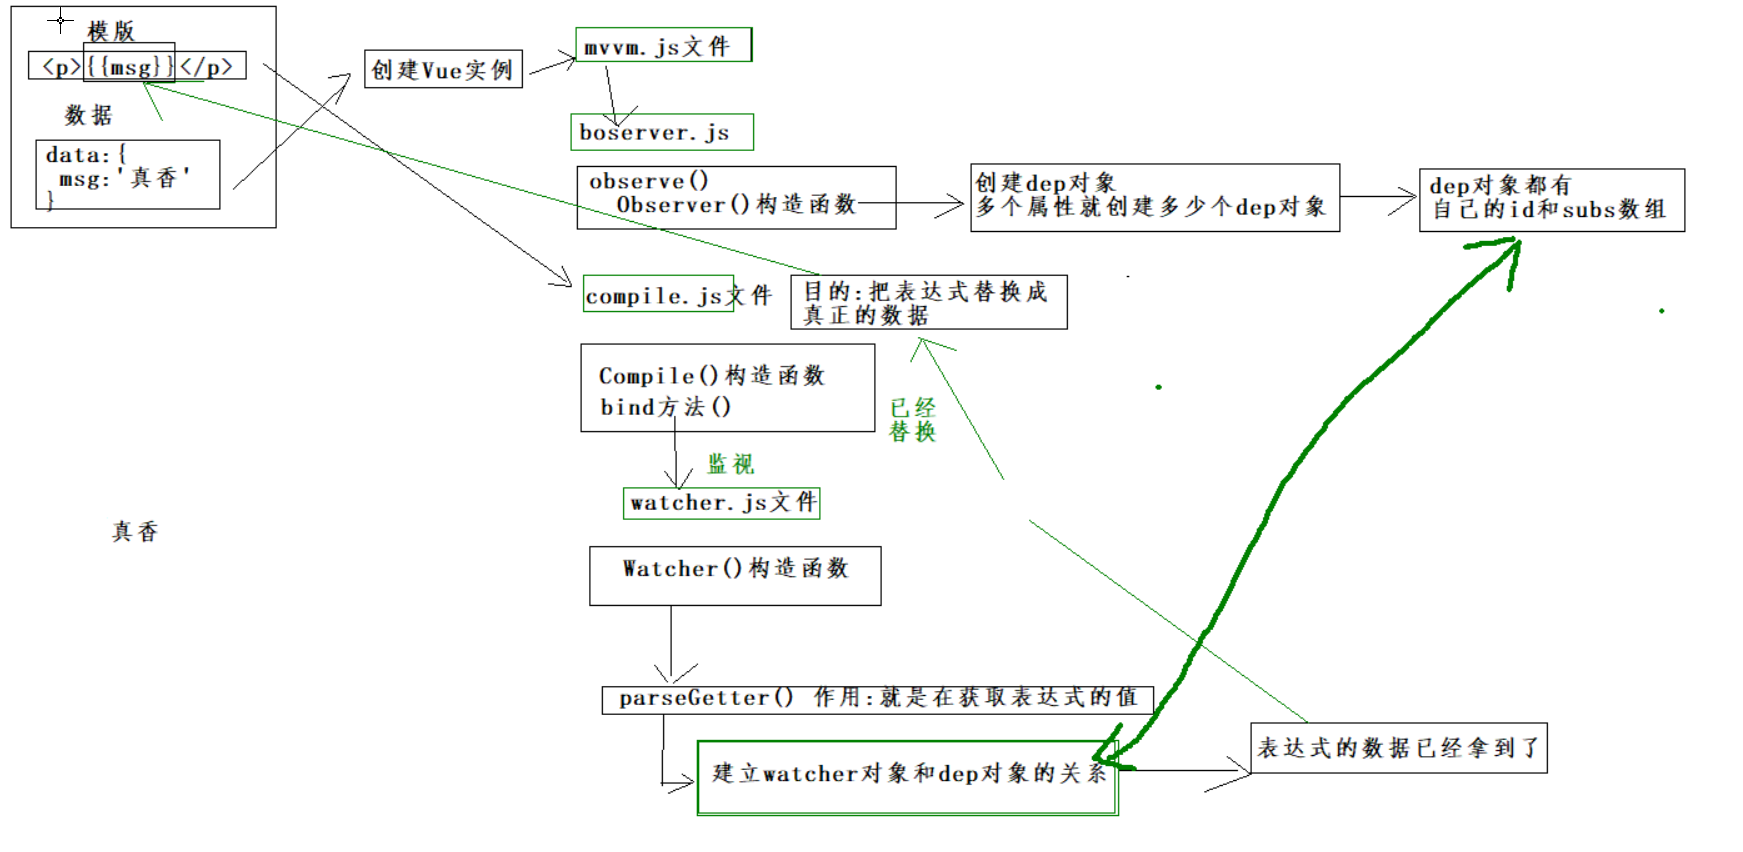 模版
<p>{{msg}}</p>
数据
data:{
msg:'真香'
}
创建Vue实例
mvvm.js文件
boserver.js
observe()
Observer()构造函数
创建dep对象
多个属性就创建多少个dep对象
dep对象都有
自己的id和subs数组
compile.js文件
目的:把表达式替换成
真正的数据
Compile()构造函数
bind方法()
已经
替换
监视
watcher.js文件
真香
Watcher()构造函数
parseGetter() 作用:就是在获取表达式的值
建立watcher对象和dep对象的关系
表达式的数据已经拿到了